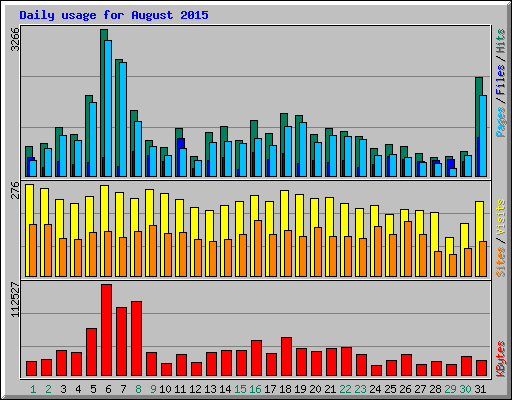 Daily usage for August 2015
3266
276
112527
Pages / Files / Hits
Sites / Visits
KBytes
1 2 3 4 5 6 7 8 9 10 11 12 13 14 15 16 17 18 19 20 21 22 23 24 25 26 27 28 29 30 31